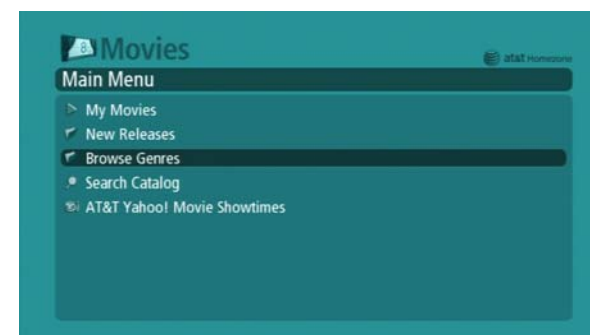 Movies
at&t Homezone
Main Menu
My Movies
New Releases
Browse Genres
Search Catalog
AT&T Yahoo! Movie Showtimes